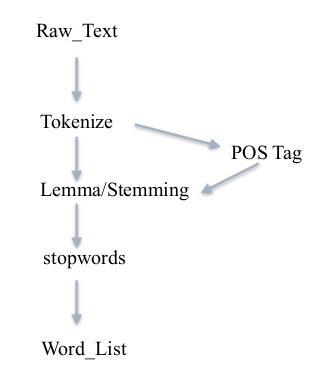 Raw_Text
Tokenize
POS Tag
Lemma/Stemming
stopwords
Word_List